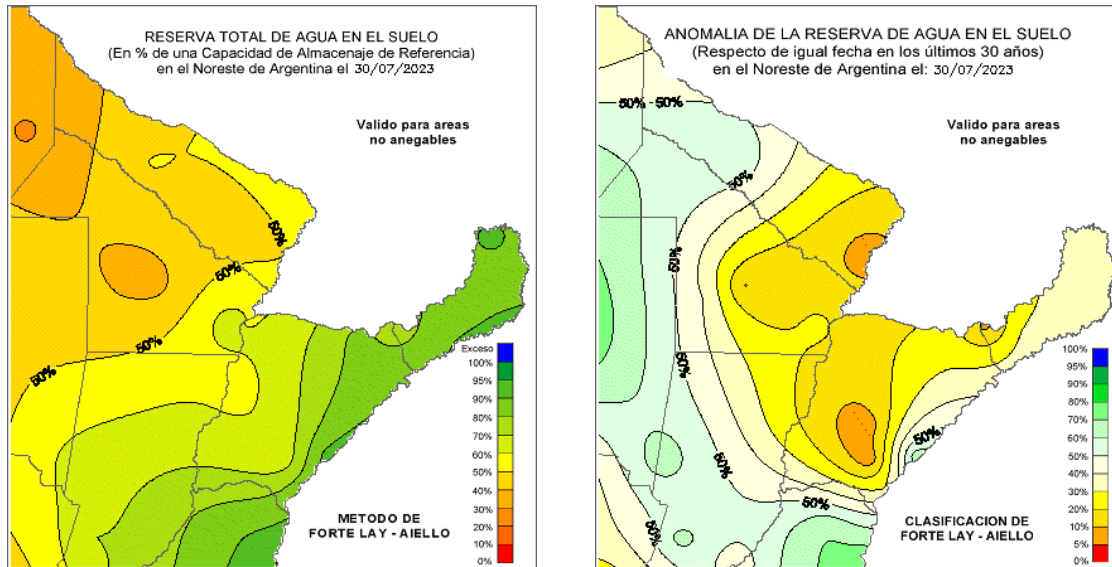 RESERVA TOTAL DE AGUA EN EL SUELO
(En % de una Capacidad de Almacenaje de Referencia)
en el Noreste de Argentina el 30/07/2023
Valido para areas
no anegables
50%
50%
50%
50%
Exceso
100%
95%
90%
80%
70%
60%
50%
40%
30%
20%
10%
0%
METODO DE
FORTE LAY - AIELLO
ANOMALIA DE LA RESERVA DE AGUA EN EL SUELO
(Respecto de igual fecha en los últimos 30 años)
en el Noreste de Argentina el: 30/07/2023
Valido para areas
no anegables
50% 50%
50%
50%
50%
50%
50%
50%
50%
100%
95%
90%
80%
70%
60%
50%
40%
30%
20%
10%
5%
0%
CLASIFICACION DE
FORTE LAY - AIELLO